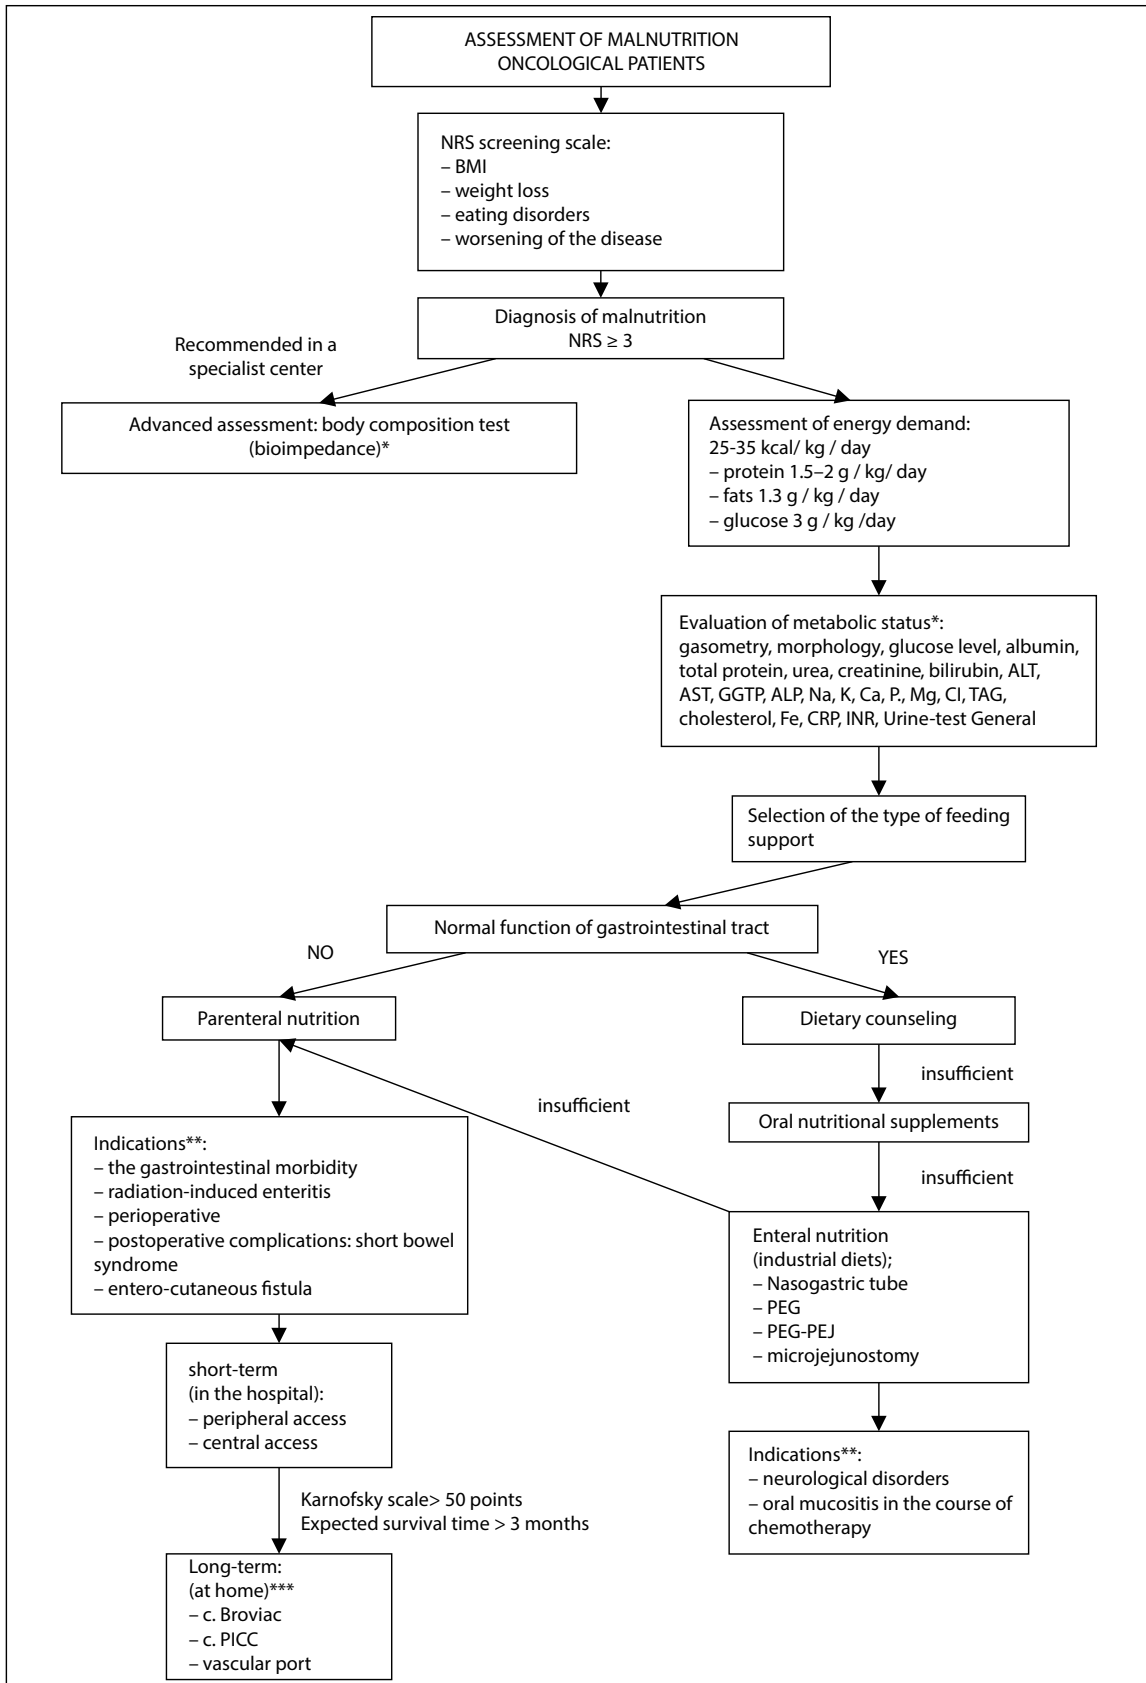 ASSESSMENT OF MALNUTRITION
ONCOLOGICAL PATIENTS
NRS screening scale:
– BMI
– weight loss
– eating disorders
– worsening of the disease
Diagnosis of malnutrition
NRS ≥ 3
Recommended in a
specialist center
Advanced assessment: body composition test
(bioimpedance)*
Assessment of energy demand:
25-35 kcal/ kg / day
– protein 1.5–2 g / kg/ day
– fats 1.3 g / kg / day
– glucose 3 g / kg /day
Evaluation of metabolic status*:
gasometry, morphology, glucose level, albumin,
total protein, urea, creatinine, bilirubin, ALT,
AST, GGTP, ALP, Na, K, Ca, P., Mg, Cl, TAG,
cholesterol, Fe, CRP, INR, Urine-test General
Selection of the type of feeding
support
Normal function of gastrointestinal tract
NO
YES
Parenteral nutrition
Dietary counseling
insufficient
insufficient
Oral nutritional supplements
insufficient
Indications**:
– the gastrointestinal morbidity
– radiation-induced enteritis
– perioperative
– postoperative complications: short bowel
syndrome
– entero-cutaneous fistula
Enteral nutrition
(industrial diets);
– Nasogastric tube
– PEG
– PEG-PEJ
– microjejunostomy
short-term
(in the hospital):
– peripheral access
– central access
Indications**:
– neurological disorders
– oral mucositis in the course of
chemotherapy
Karnofsky scale> 50 points
Expected survival time > 3 months
Long-term:
(at home)***
– c. Broviac
– c. PICC
– vascular port